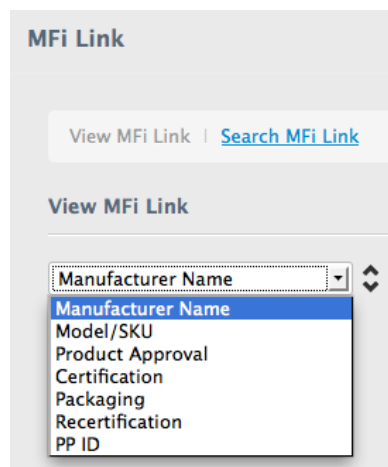 MFi Link
View MFi Link | Search MFi Link
View MFi Link
Manufacturer Name
Manufacturer Name
Model/SKU
Product Approval
Certification
Packaging
Recertification
PP ID